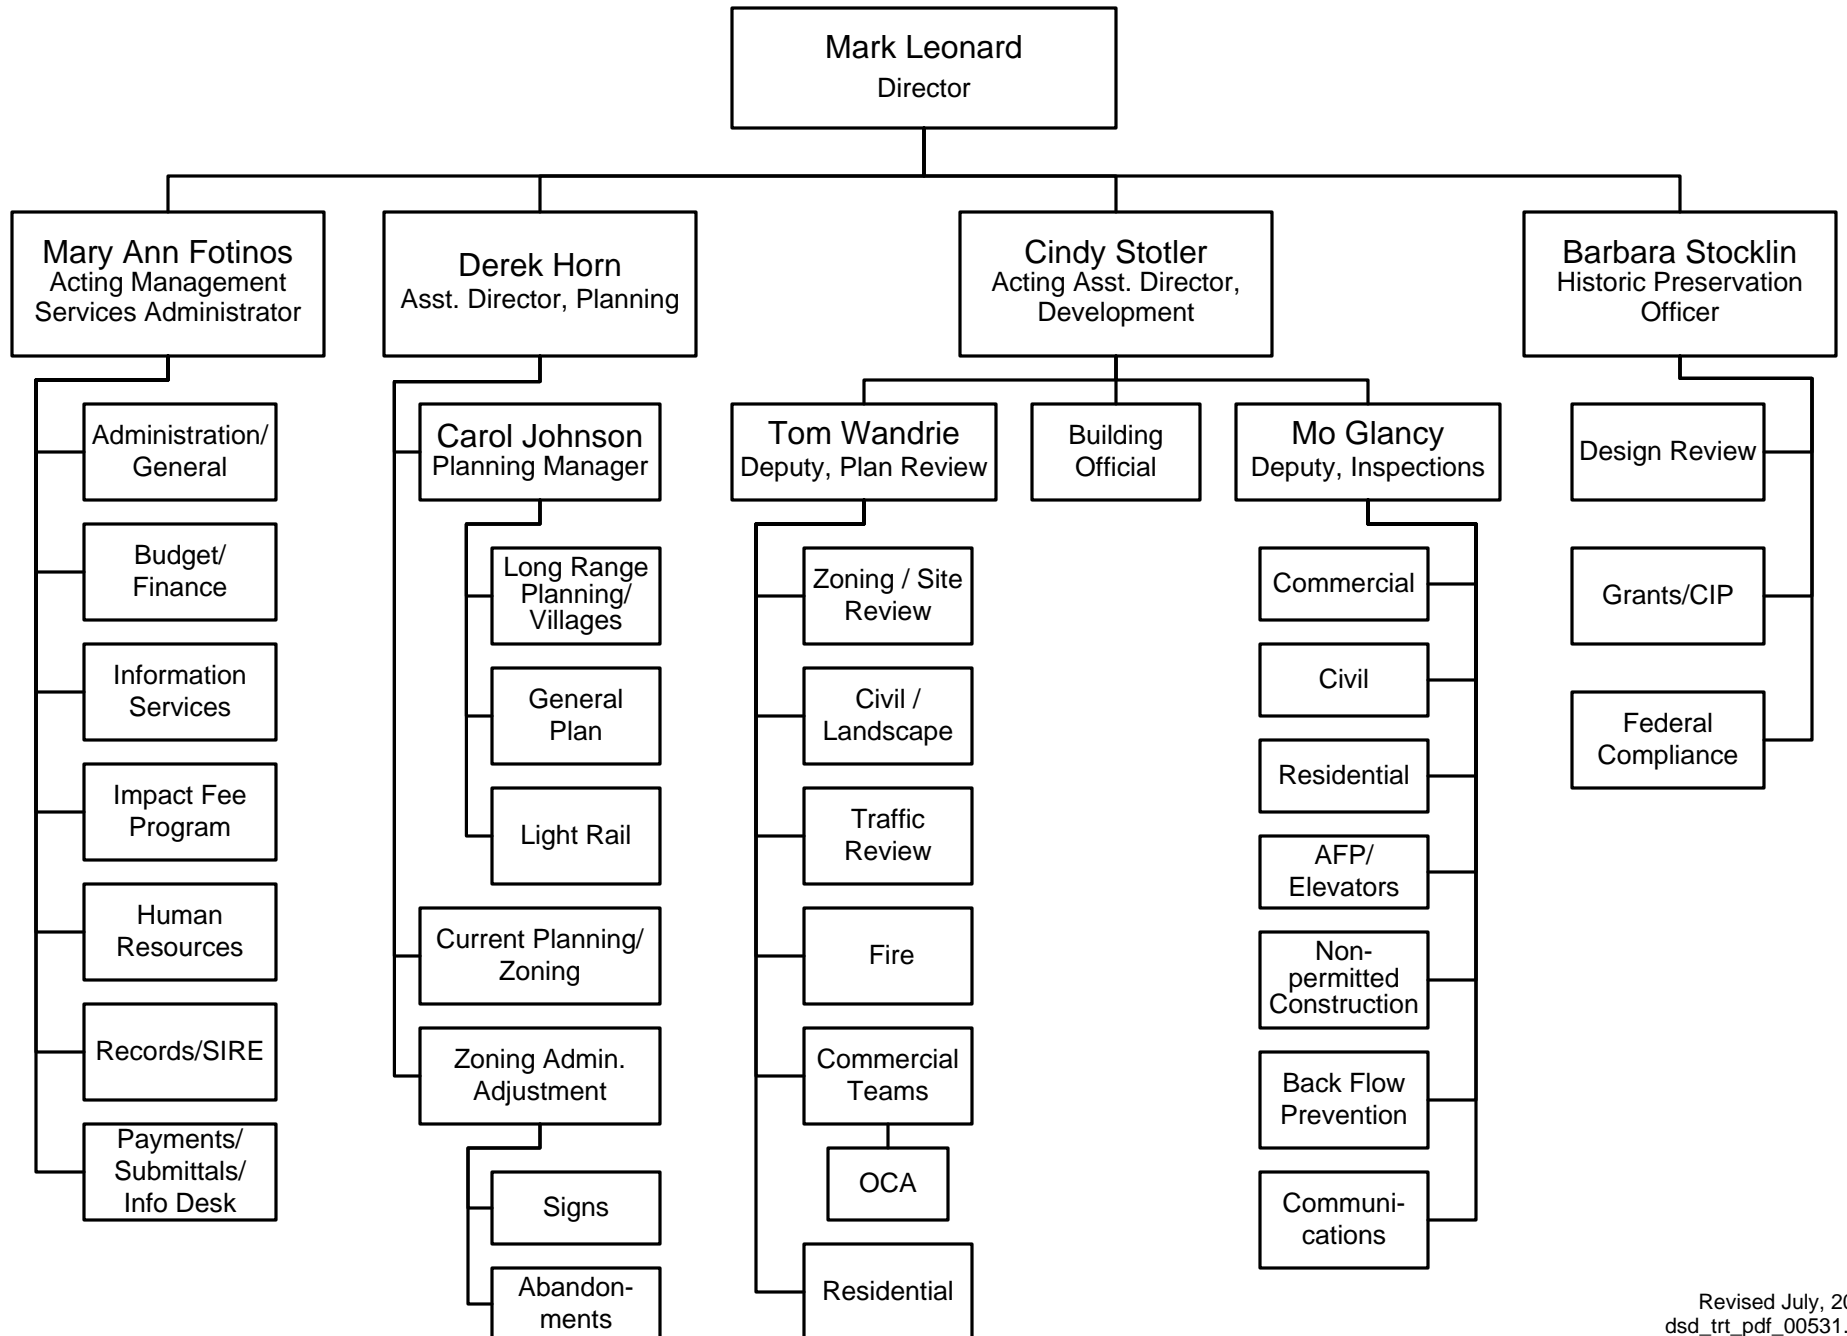 Mark Leonard
Director
Mary Ann Fotinos
Acting Management
Services Administrator
Administration/
General
Budget/
Finance
Information
Services
Impact Fee
Program
Human
Resources
Records/SIRE
Payments/
Submittals/
Info Desk
Derek Horn
Asst. Director, Planning
Carol Johnson
Planning Manager
Long Range
Planning/
Villages
General
Plan
Light Rail
Current Planning/
Zoning
Zoning Admin.
Adjustment
Signs
Abandon-
ments
Cindy Stotler
Acting Asst. Director,
Development
Tom Wandrie
Deputy, Plan Review
Zoning / Site
Review
Civil /
Landscape
Traffic
Review
Fire
Commercial
Teams
OCA
Residential
Building
Official
Mo Glancy
Deputy, Inspections
Commercial
Civil
Residential
AFP/
Elevators
Non-
permitted
Construction
Back Flow
Prevention
Communi-
cations
Barbara Stocklin
Historic Preservation
Officer
Design Review
Grants/CIP
Federal
Compliance
Revised July,
dsd_trt_pdf_00531.